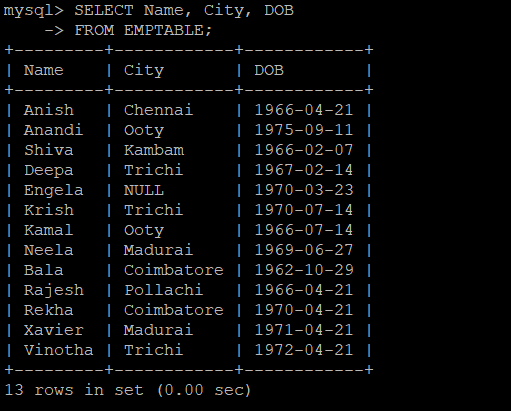 mysql> SELECT Name, City, DOB
    -> FROM EMPTABLE;
+---------+------------+------------+
| Name    | City       | DOB        |
+---------+------------+------------+
| Anish   | Chennai    | 1966-04-21 |
| Anandi  | Ooty       | 1975-09-11 |
| Shiva   | Kambam     | 1966-02-07 |
| Deepa   | Trichi     | 1967-02-14 |
| Engela  | NULL       | 1970-03-23 |
| Krish   | Trichi     | 1970-07-14 |
| Kamal   | Ooty       | 1966-07-14 |
| Neela   | Madurai    | 1969-06-27 |
| Bala    | Coimbatore | 1962-10-29 |
| Rajesh  | Pollachi   | 1966-04-21 |
| Rekha   | Coimbatore | 1970-04-21 |
| Xavier  | Madurai    | 1971-04-21 |
| Vinotha | Trichi     | 1972-04-21 |
+---------+------------+------------+
13 rows in set (0.00 sec)